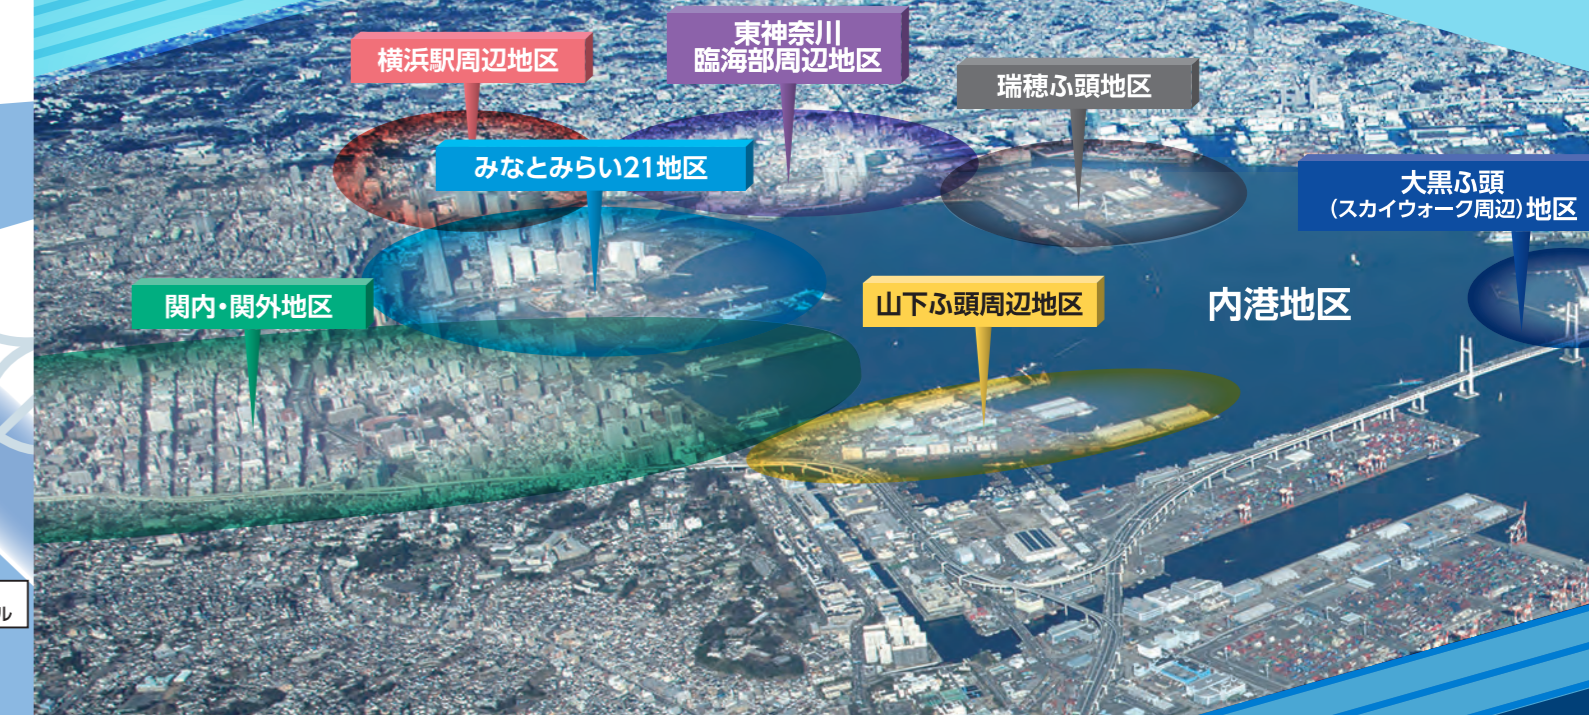 横浜駅周辺地区
東神奈川
臨海部周辺地区
瑞穂ふ頭地区
みなとみらい21地区
大黒ふ頭
（スカイウォーク周辺）地区
関内・関外地区
山下ふ頭周辺地区
内港地区
ル